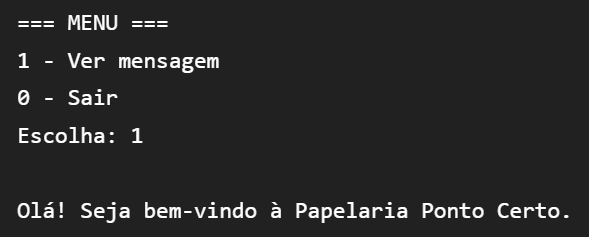 === MENU ===
1 - Ver mensagem
0 - Sair
Escolha: 1
Olá! Seja bem-vindo à Papelaria Ponto Certo.